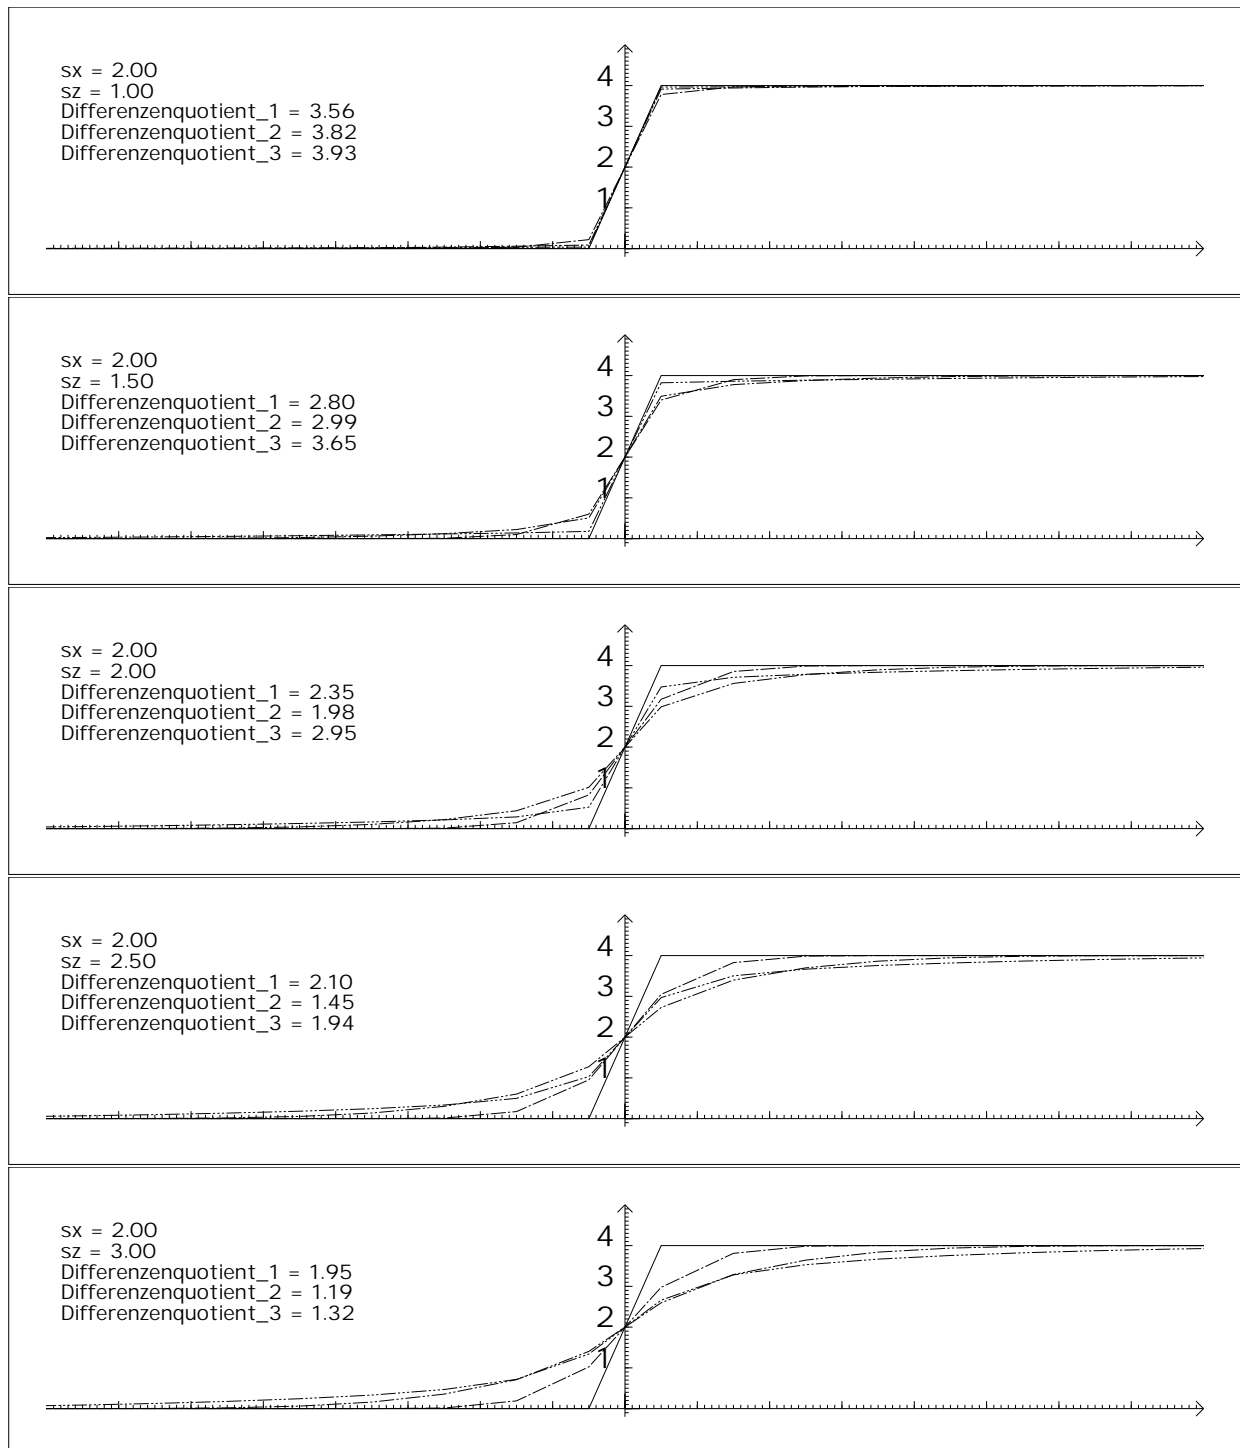 sx = 2.00
sz = 1.00
Differenzenquotient_1 = 3.56
Differenzenquotient_2 = 3.82
Differenzenquotient_3 = 3.93
4
3
2
1
sx = 2.00
sz = 1.50
Differenzenquotient_1 = 2.80
Differenzenquotient_2 = 2.99
Differenzenquotient_3 = 3.65
4
3
2
1
sx = 2.00
sz = 2.00
Differenzenquotient_1 = 2.35
Differenzenquotient_2 = 1.98
Differenzenquotient_3 = 2.95
4
3
2
1
sx = 2.00
sz = 2.50
Differenzenquotient_1 = 2.10
Differenzenquotient_2 = 1.45
Differenzenquotient_3 = 1.94
4
3
2
1
sx = 2.00
sz = 3.00
Differenzenquotient_1 = 1.95
Differenzenquotient_2 = 1.19
Differenzenquotient_3 = 1.32
4
3
2
1